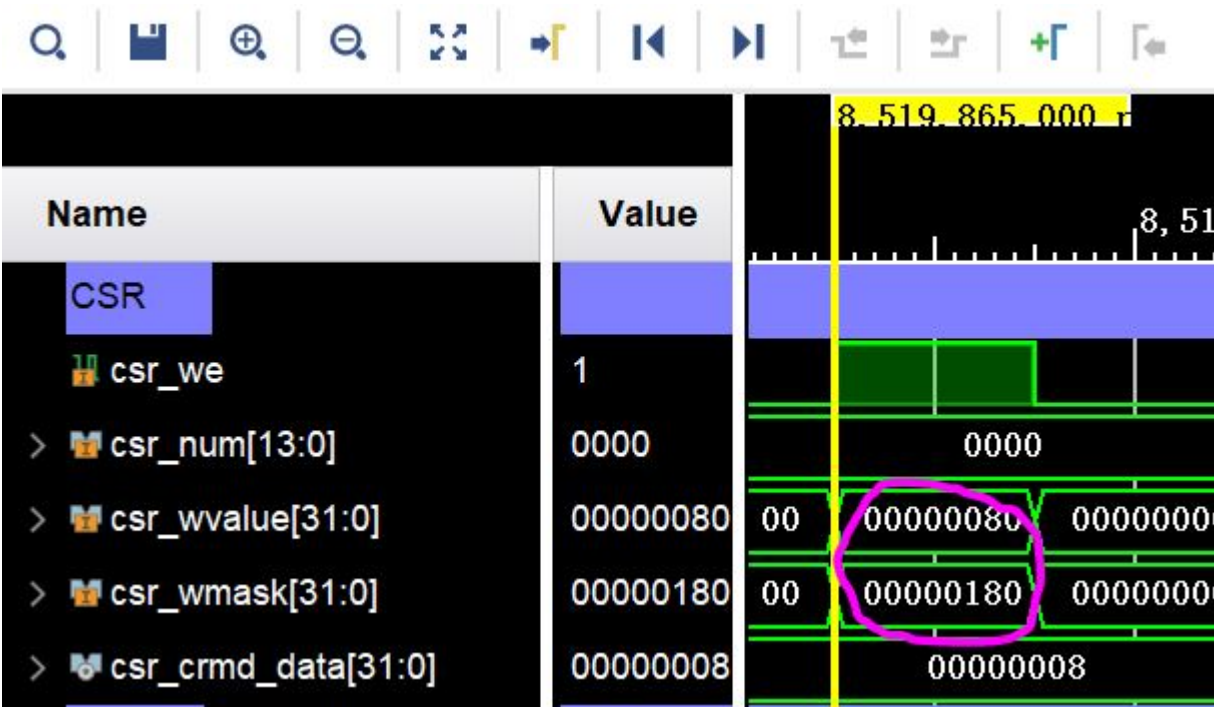 8,519,865.000 n
Name Value 8,51
CSR
csr_we 1
csr_num[13:0] 0000 0000
csr_wvalue[31:0] 00000080 00 00000080 0000000
csr_wmask[31:0] 00000180 00 00000180 0000000
csr_crmd_data[31:0] 00000008 00000008